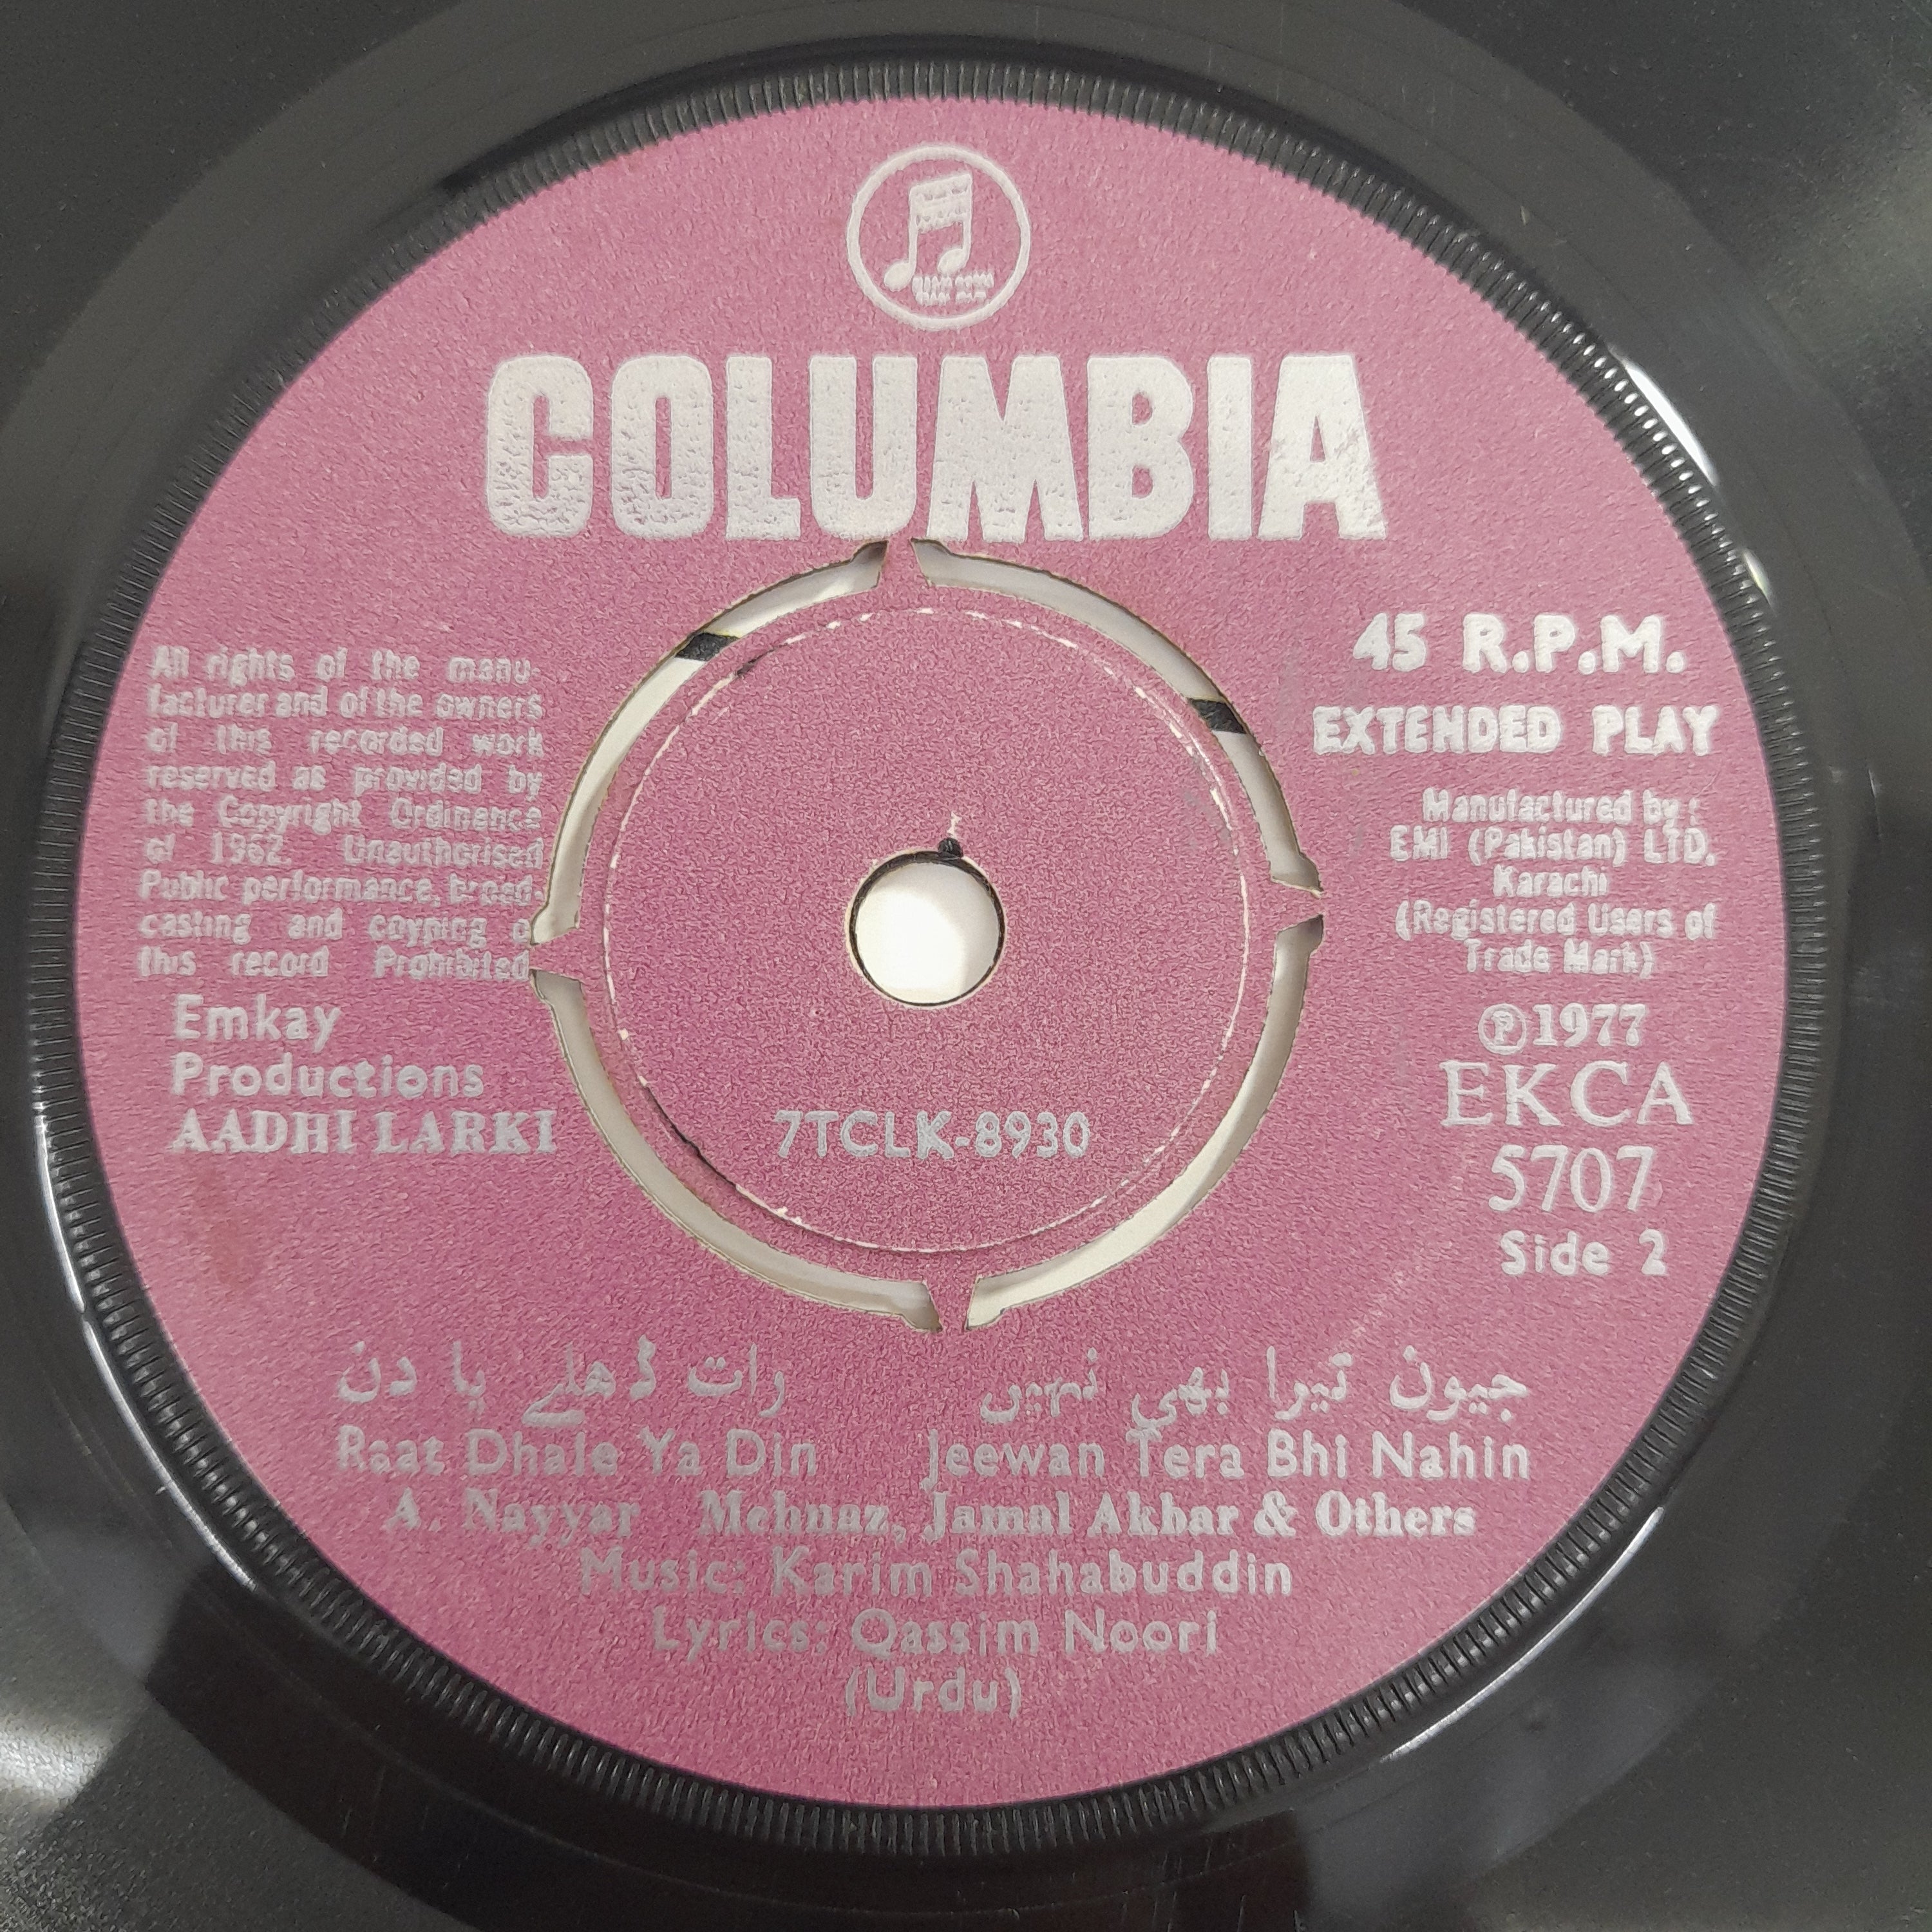 COLUMBIA
All rights of the manu-
facturer and of the owners
of this recorded work
reserved as provided by
the Copyright Ordinance
of 1962. Unauthorised
Public performance, broad-
casting and coyping o
this record Prohibited
Emkay
Productions
AADHI LARKI
45 R.P.M.
EXTENDED PLAY
Manufactured by :
EMI (Pakistan) LTD.
Karachi
(Registered Users of
Trade Mark)
Ⓟ1977
EKCA
5707
Side 2
7TCLK-8930
جیون تیرا بھی نہیں رات ڈھلے یا دن
Raat Dhale Ya Din Jeewan Tera Bhi Nahin
A. Nayyar Mehnaz, Jamal Akbar & Others
Music: Karim Shahabuddin
Lyrics: Qassim Noori
(Urdu)